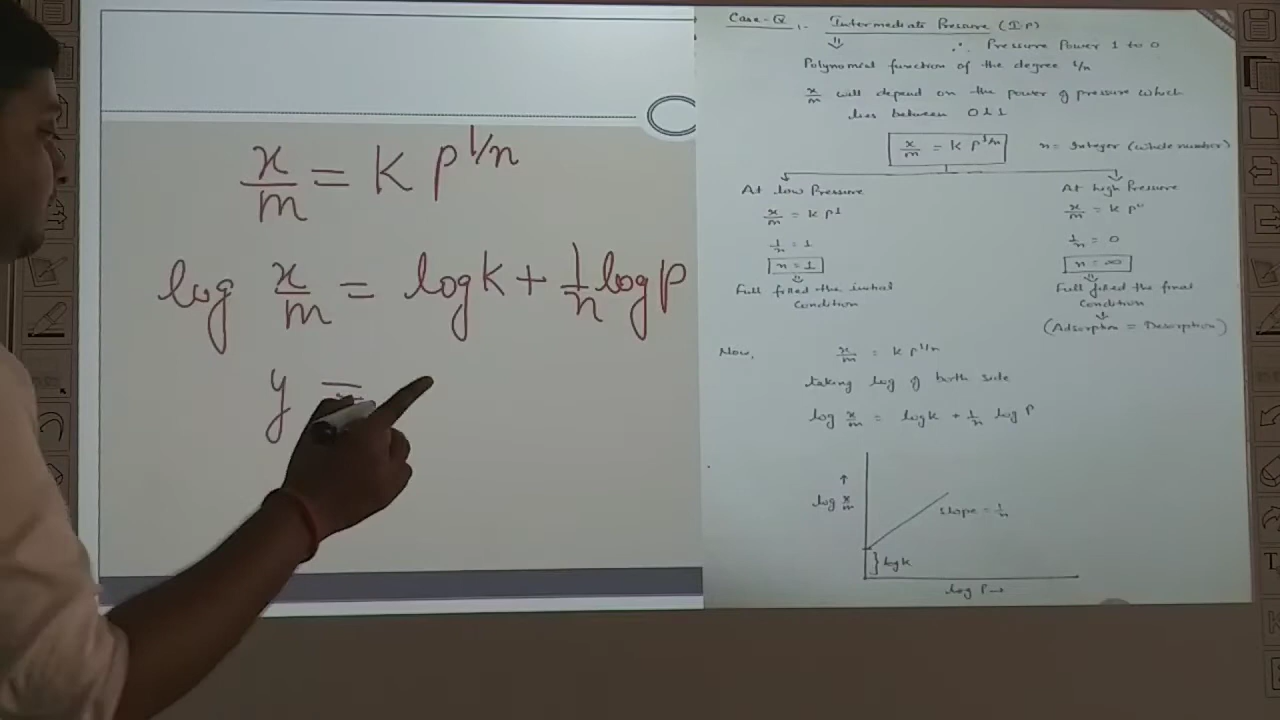 x/m = K P^1/n
log x/m = log K + 1/n log P
y =
Case-Q :- Intermediate Pressure (IP)
⇓ ∴ Pressure Power 1 to 0
Polynomial function of the degree 1/n
x/m will depend on the power of pressure which
lies between 0 & 1
x/m = K P^1/n n = Integer (whole number)
At low Pressure
x/m = K P^1
1/n = 1
n = 1
⇓
Full filled the initial
condition
At high Pressure
x/m = K P^0
1/n = 0
n = ∞
⇓
Full filled the final
condition
↓
(Adsorption = Desorption)
Now, x/m = K P^1/n
taking log of both side
log x/m = log K + 1/n log P
↑
log x/m
slope = 1/n
} log K
log P →
T